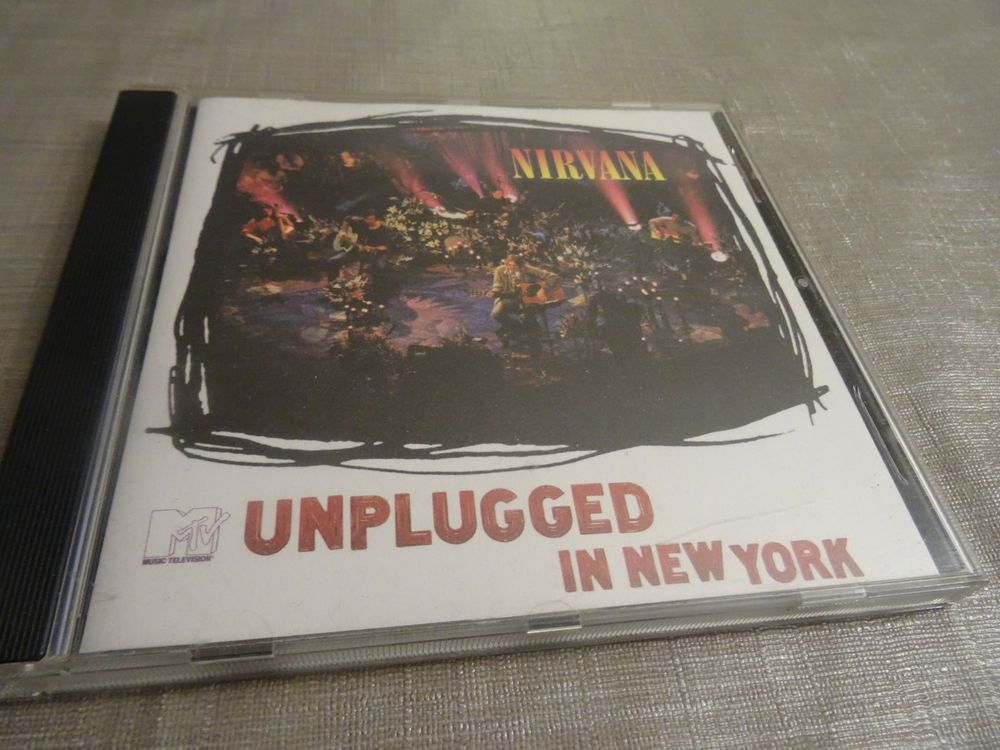 NIRVANA
MTV
MUSIC TELEVISION
UNPLUGGED
IN NEW YORK